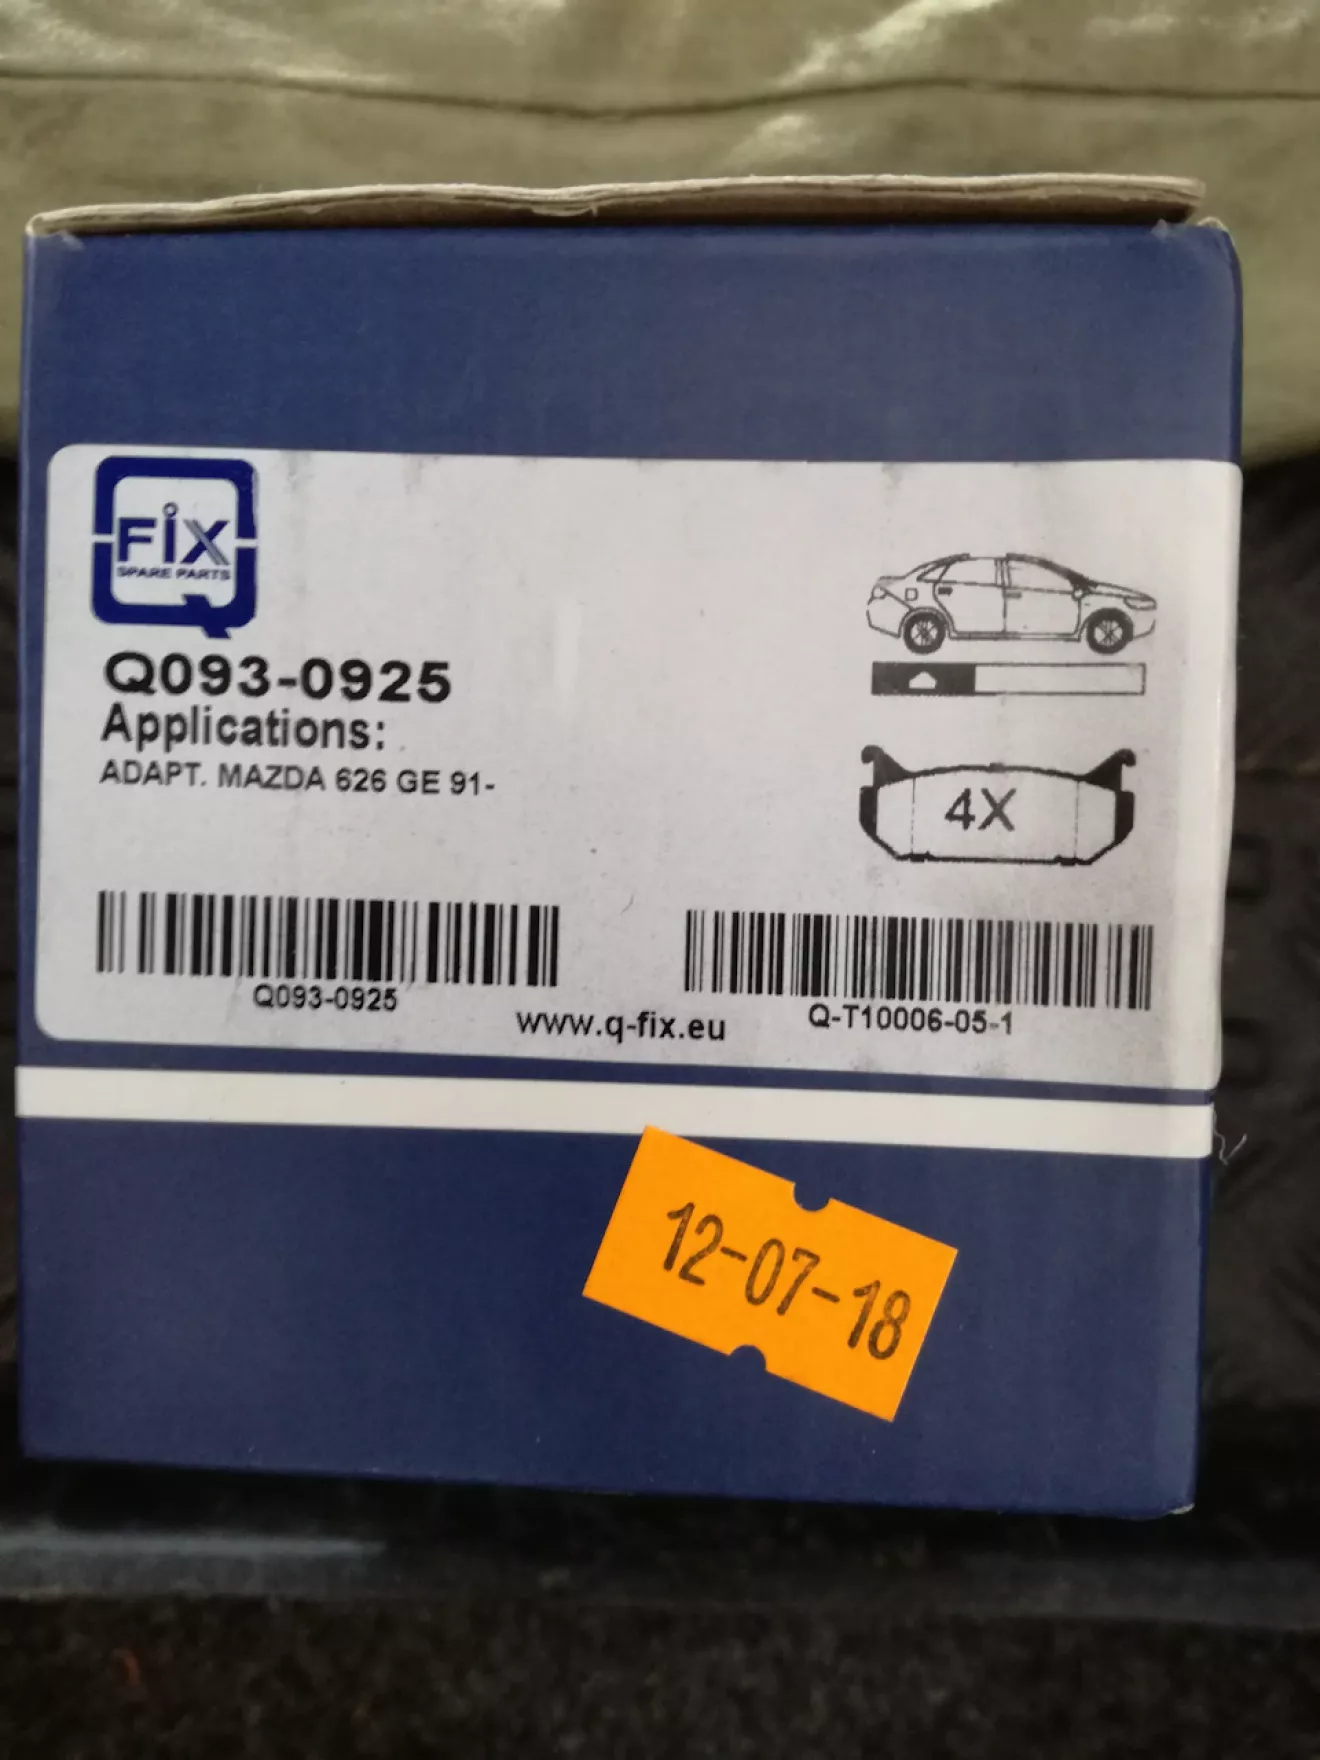 FiX
SPARE PARTS
Q093-0925
Applications:
ADAPT. MAZDA 626 GE 91-
4X
Q093-0925
www.q-fix.eu
Q-T10006-05-1
12-07-18